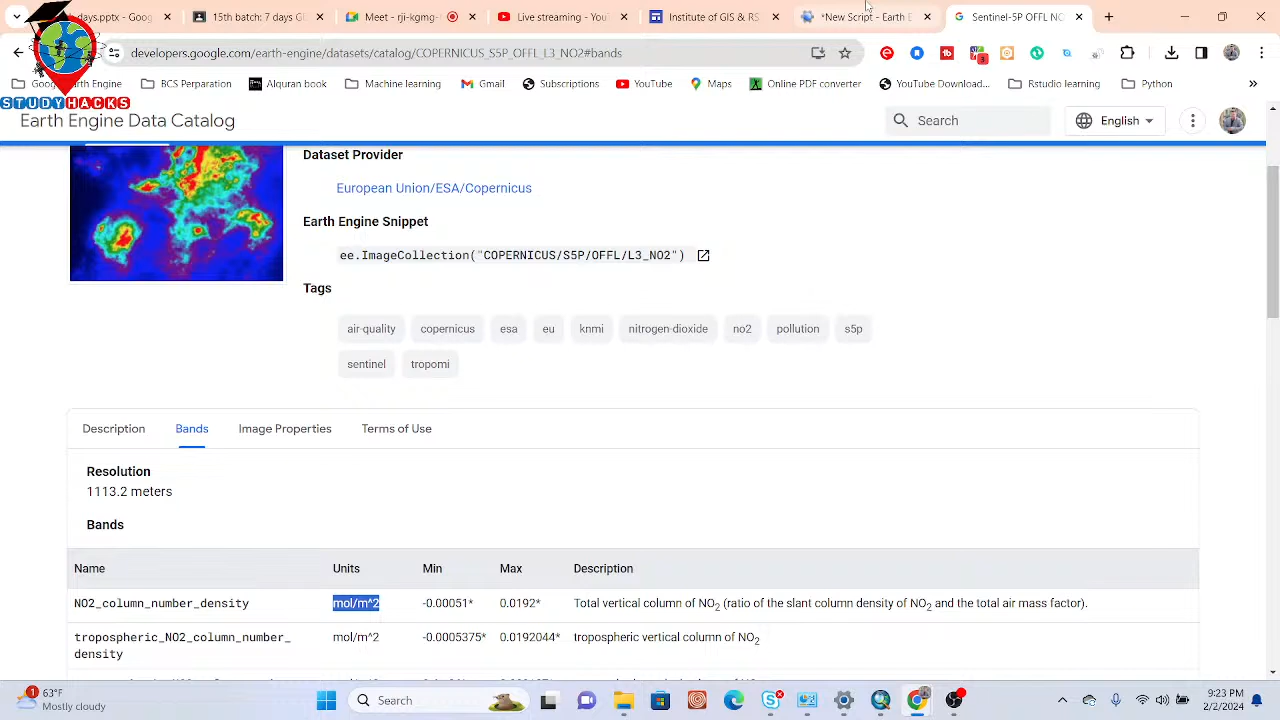 dayspptx - Goo
15th batch 7 days
Meet - gji-kgmg-
Live streaming - You
Institute of GIS & R
*New Script - Earth E
Sentinel-5P OFFL NO
developers.google.com/earth-engine/datasets/catalog/COPERNICUS_S5P_OFFL_L3_NO2#bands
Engine
BCS Preparation
Alquran book
Machine learning
Gmail
Subscriptions
YouTube
Maps
Online PDF converter
YouTube Download...
Rstudio learning
Python
STUDYHACKS
Earth Engine Data Catalog
Search
English
Dataset Provider
European Union/ESA/Copernicus
Earth Engine Snippet
ee.ImageCollection("COPERNICUS/S5P/OFFL/L3_NO2")
Tags
air-quality copernicus esa eu knmi nitrogen-dioxide no2 pollution s5p
sentinel tropomi
Description Bands Image Properties Terms of Use
Resolution
1113.2 meters
Bands
Name Units Min Max Description
NO2_column_number_density mol/m^2 -0.00051* 0.0192* Total vertical column of NO2 (ratio of the slant column density of NO2 and the total air mass factor).
tropospheric_NO2_column_number_ mol/m^2 -0.0005375* 0.0192044* tropospheric vertical column of NO2
density
63°F
Mostly cloudy
Search
9:23 PM
2/2/2024